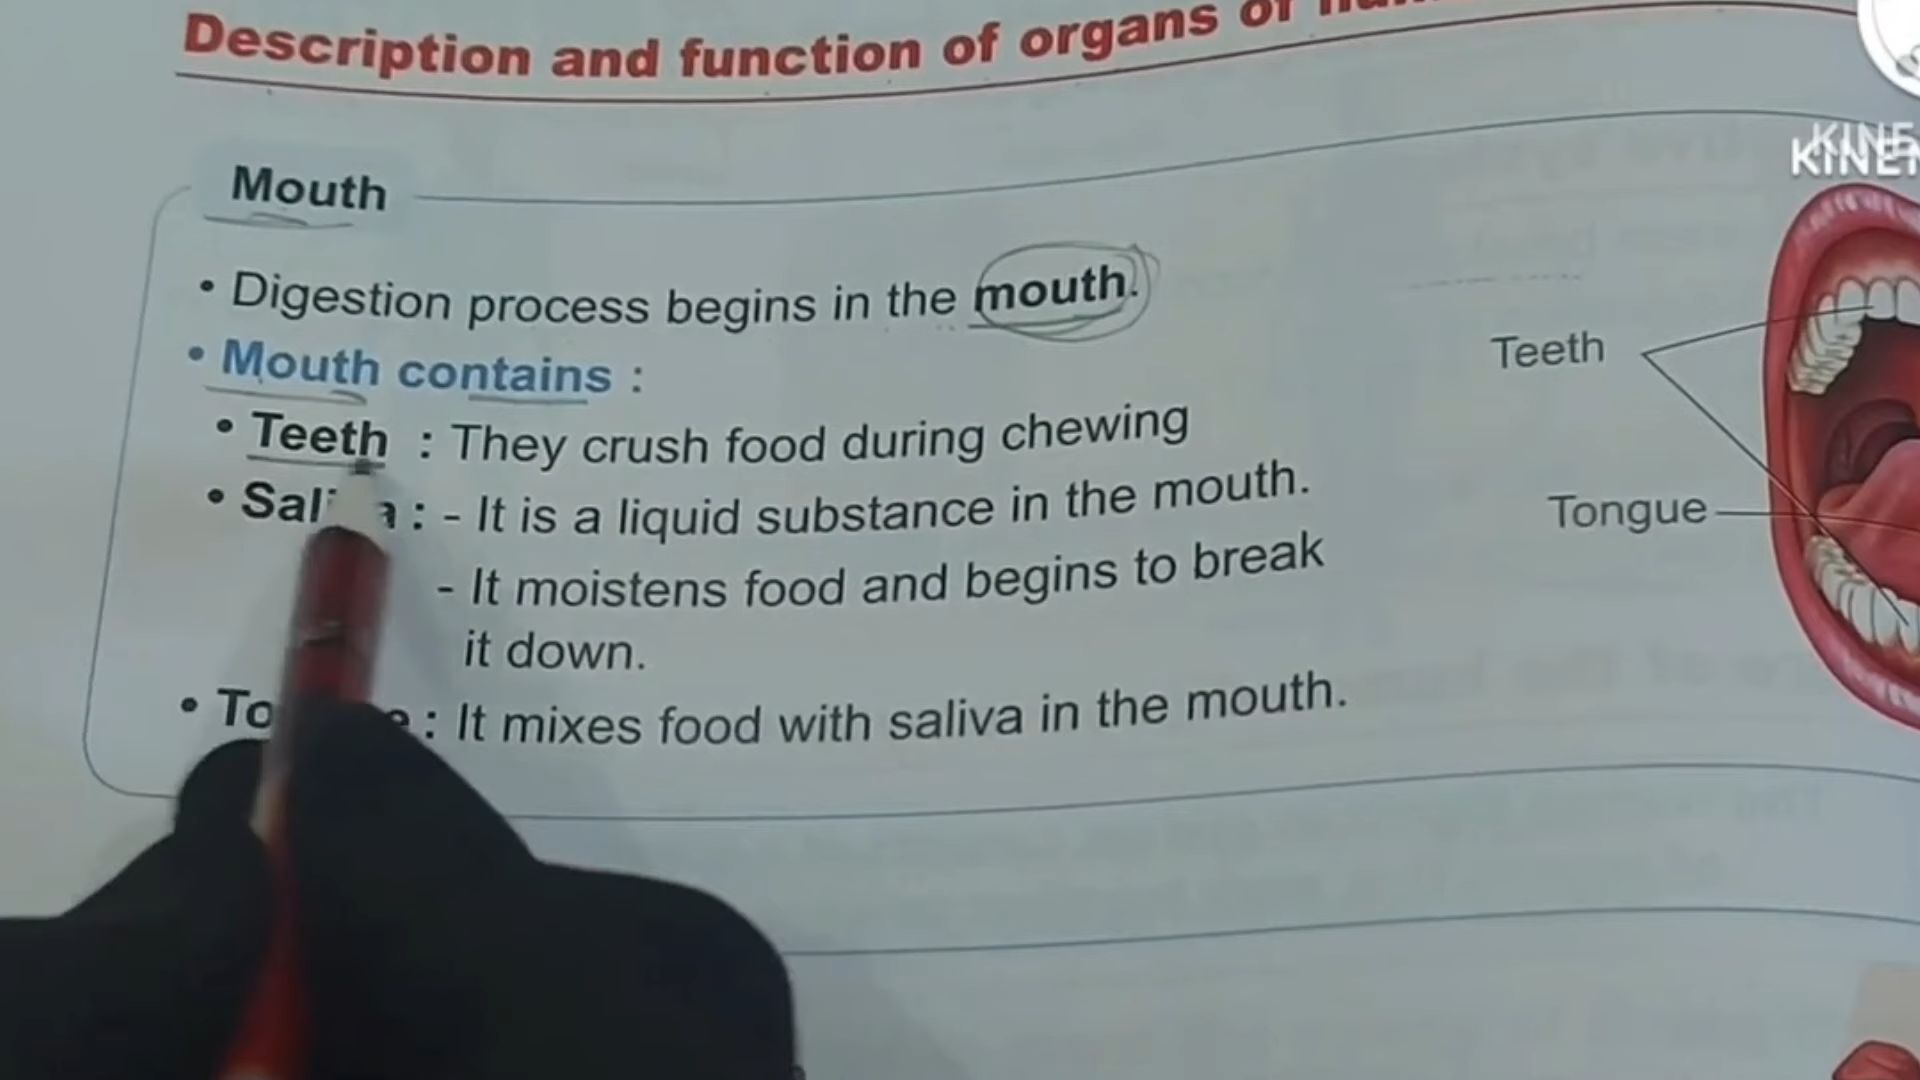 Description and function of organs of
Mouth
• Digestion process begins in the mouth.
• Mouth contains :
• Teeth : They crush food during chewing
• Saliva : - It is a liquid substance in the mouth.
- It moistens food and begins to break
it down.
• : It mixes food with saliva in the mouth.
Teeth
Tongue